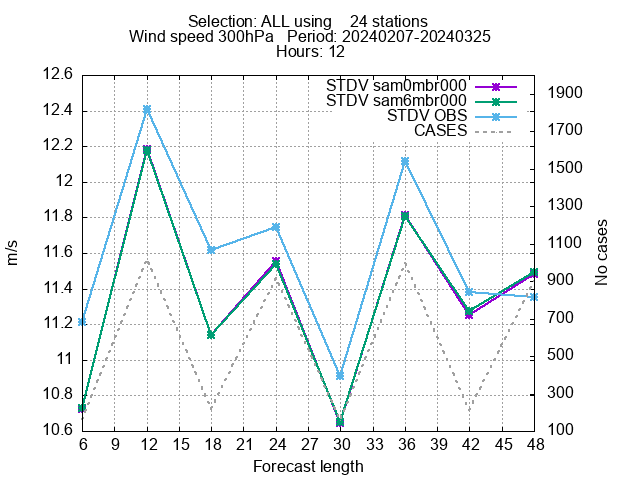 Selection: ALL using    24 stations
Wind speed 300hPa   Period: 20240207-20240325
Hours: 12
STDV sam0mbr000
STDV sam6mbr000
STDV OBS
CASES
m/s
12.6
12.4
12.2
12
11.8
11.6
11.4
11.2
11
10.8
10.6
No cases
1900
1700
1500
1300
1100
900
700
500
300
100
6 9 12 15 18 21 24 27 30 33 36 39 42 45 48
Forecast length